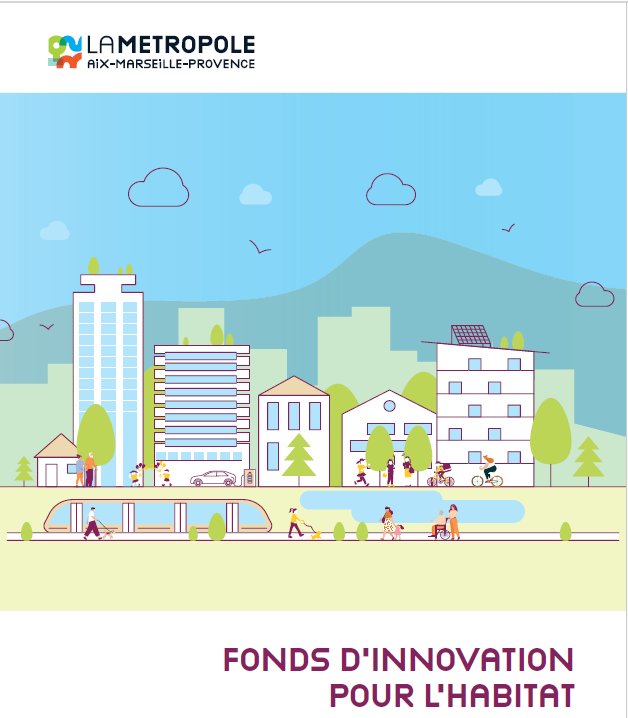 LAMETROPOLE
AiX-MARSEILLE-PROVENCE
FONDS D'INNOVATION
POUR L'HABITAT